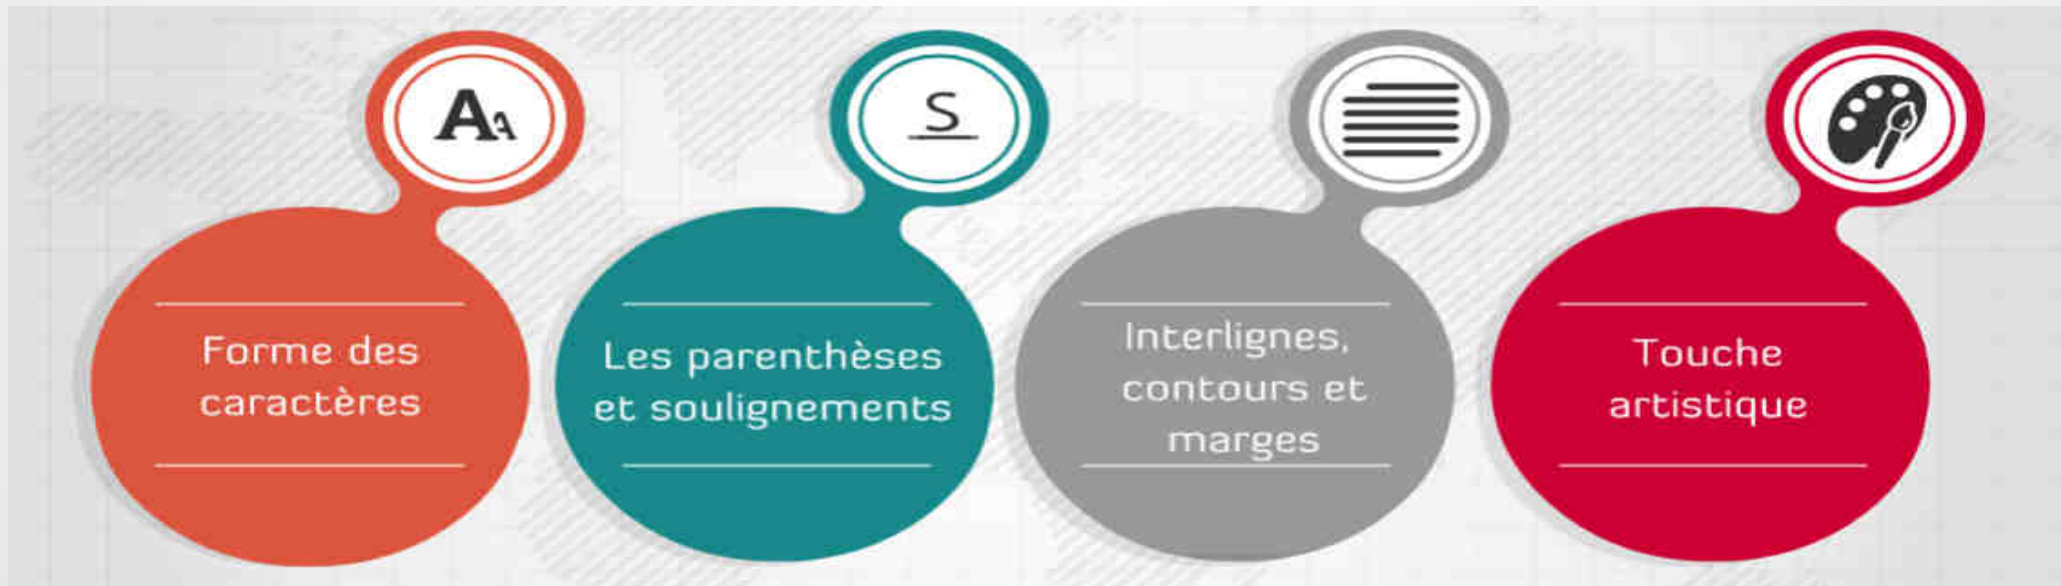 A A
S
Forme des
caractères
Les parenthèses
et soulignements
Interlignes,
contours et
marges
Touche
artistique